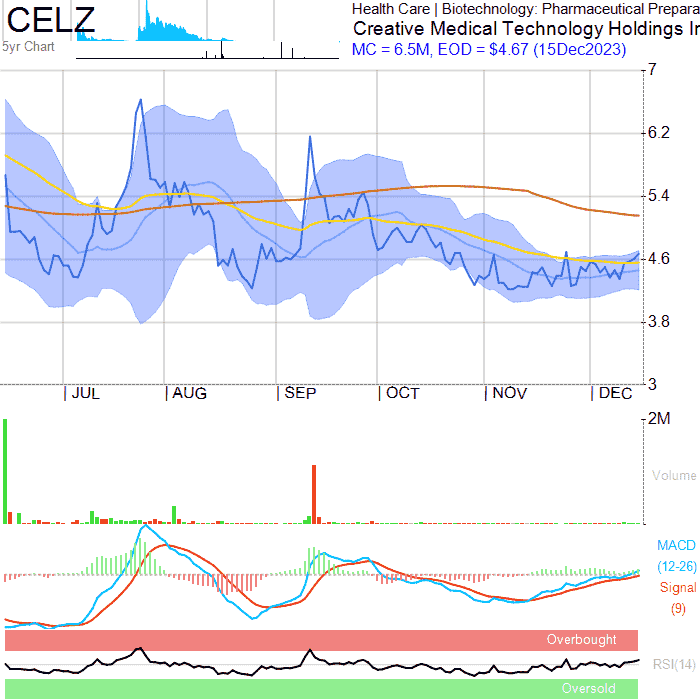 CELZ
5yr Chart
Health Care | Biotechnology: Pharmaceutical Prepara
Creative Medical Technology Holdings In
MC = 6.5M, EOD = $4.67 (15Dec2023)
7
6.2
5.4
4.6
3.8
3
JUL AUG SEP OCT NOV DEC
2M
Volume
MACD
(12-26)
Signal
(9)
Overbought
RSI(14)
Oversold